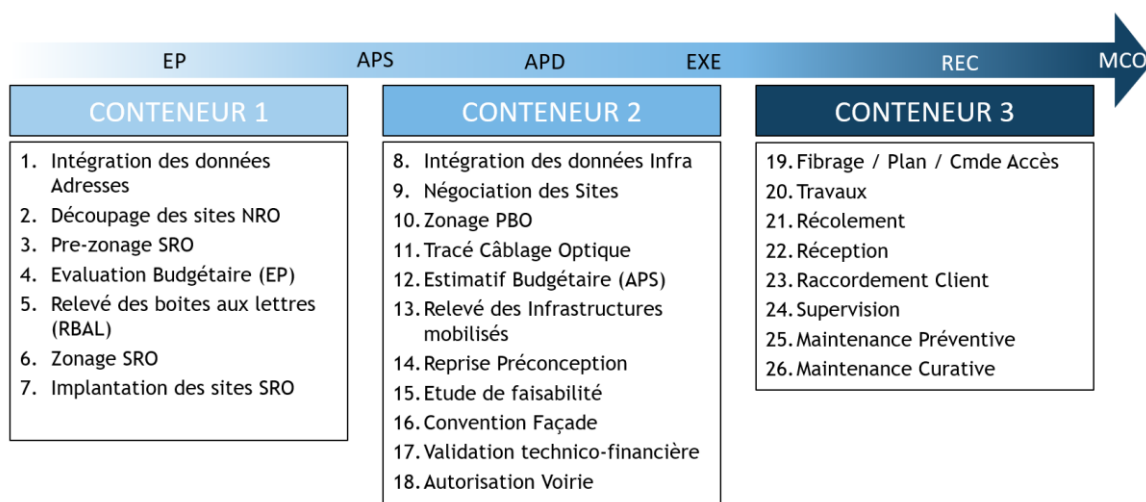 EP APS APD EXE REC MCO
CONTENEUR 1
1. Intégration des données
Adresses
2. Découpage des sites NRO
3. Pre-zonage SRO
4. Evaluation Budgétaire (EP)
5. Relevé des boites aux lettres
(RBAL)
6. Zonage SRO
7. Implantation des sites SRO
CONTENEUR 2
8. Intégration des données Infra
9. Négociation des Sites
10. Zonage PBO
11. Tracé Câblage Optique
12. Estimatif Budgétaire (APS)
13. Relevé des Infrastructures
mobilisés
14. Reprise Préconception
15. Etude de faisabilité
16. Convention Façade
17. Validation technico-financière
18. Autorisation Voirie
CONTENEUR 3
19. Fibrage / Plan / Cmde Accès
20. Travaux
21. Récolement
22. Réception
23. Raccordement Client
24. Supervision
25. Maintenance Préventive
26. Maintenance Curative